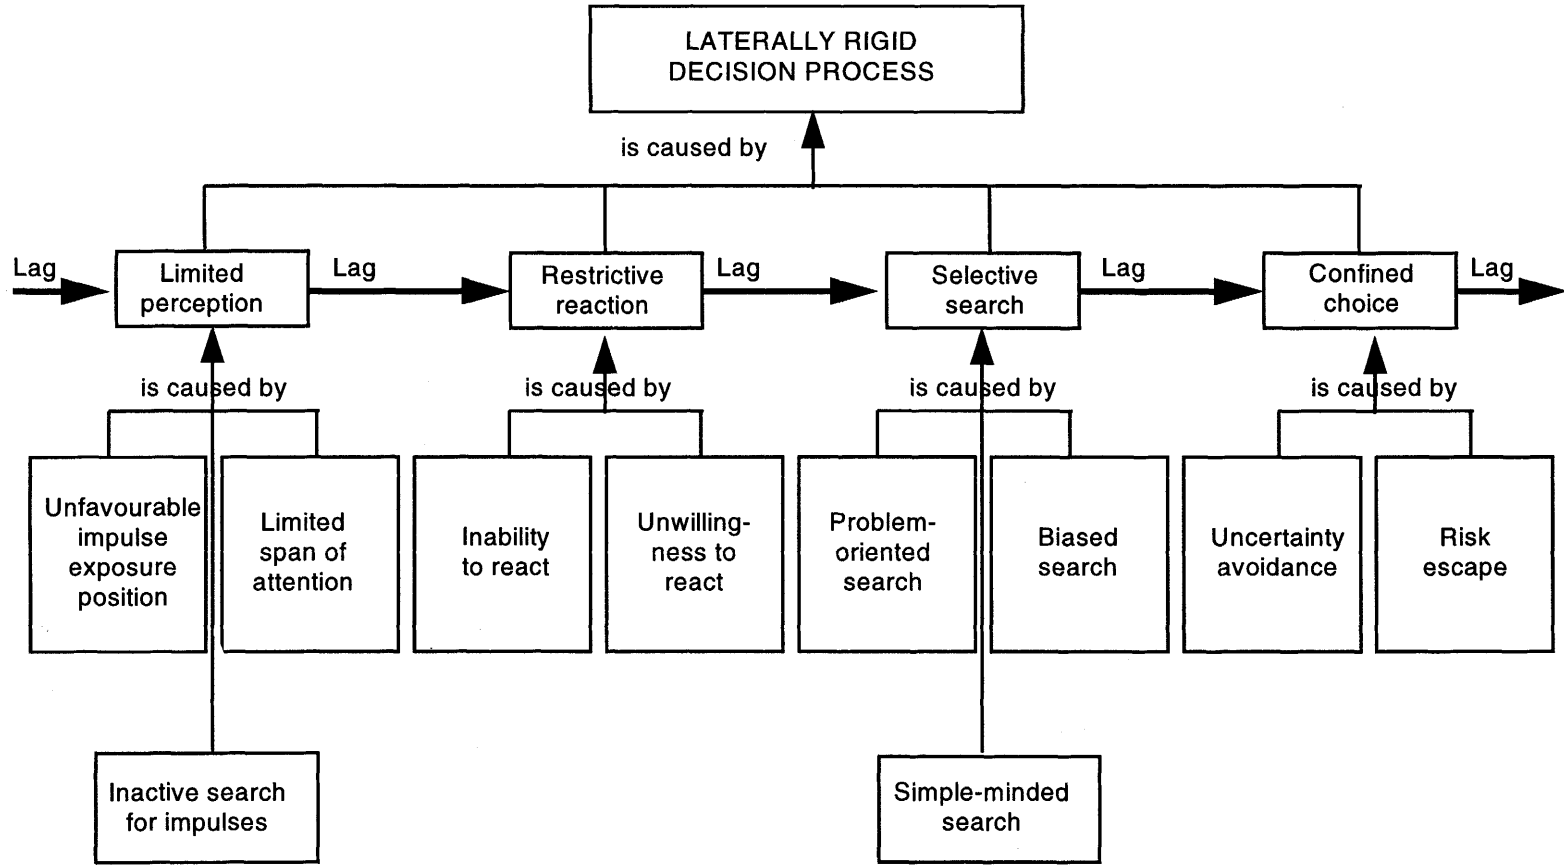 LATERALLY RIGID
DECISION PROCESS
is caused by
Lag
Limited
perception
Lag
Restrictive
reaction
Lag
Selective
search
Lag
Confined
choice
Lag
is caused by
is caused by
is caused by
is caused by
Unfavourable
impulse
exposure
position
Limited
span of
attention
Inability
to react
Unwilling-
ness to
react
Problem-
oriented
search
Biased
search
Uncertainty
avoidance
Risk
escape
Inactive search
for impulses
Simple-minded
search